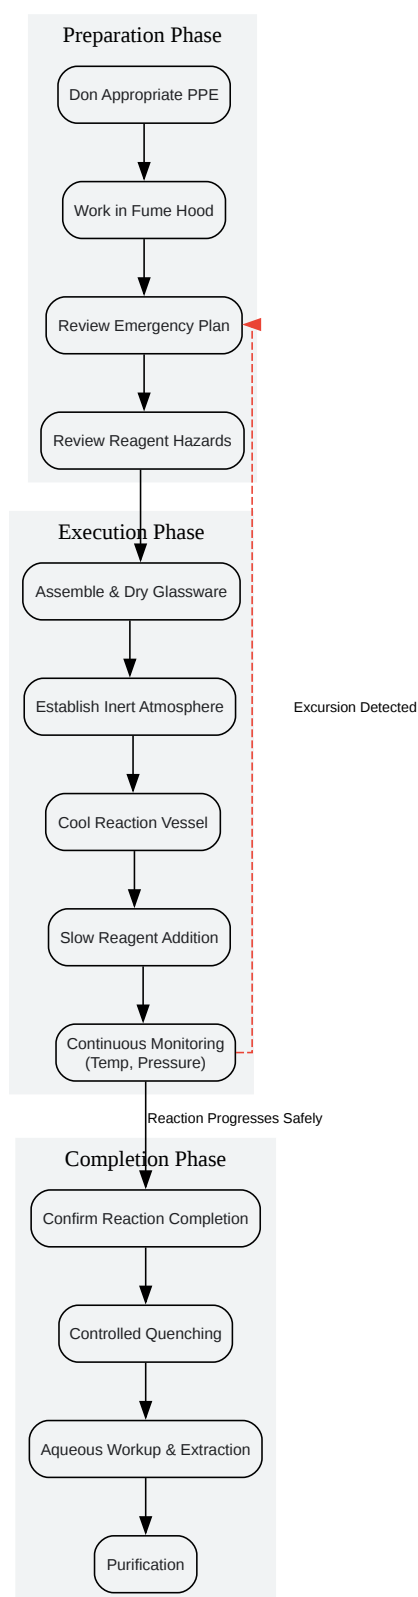 Preparation Phase
Don Appropriate PPE
Work in Fume Hood
Review Emergency Plan
Review Reagent Hazards
Execution Phase
Assemble & Dry Glassware
Establish Inert Atmosphere
Excursion Detected
Cool Reaction Vessel
Slow Reagent Addition
Continuous Monitoring
(Temp, Pressure)
Reaction Progresses Safely
Completion Phase
Confirm Reaction Completion
Controlled Quenching
Aqueous Workup & Extraction
Purification